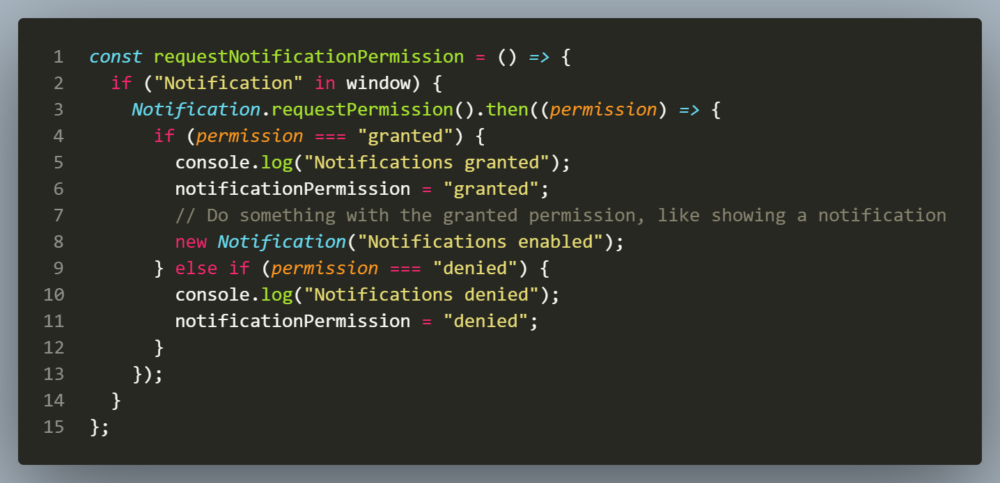 1 const requestNotificationPermission = () => {
2   if ("Notification" in window) {
3     Notification.requestPermission().then((permission) => {
4       if (permission === "granted") {
5         console.log("Notifications granted");
6         notificationPermission = "granted";
7         // Do something with the granted permission, like showing a notification
8         new Notification("Notifications enabled");
9       } else if (permission === "denied") {
10         console.log("Notifications denied");
11         notificationPermission = "denied";
12       }
13     });
14   }
15 };